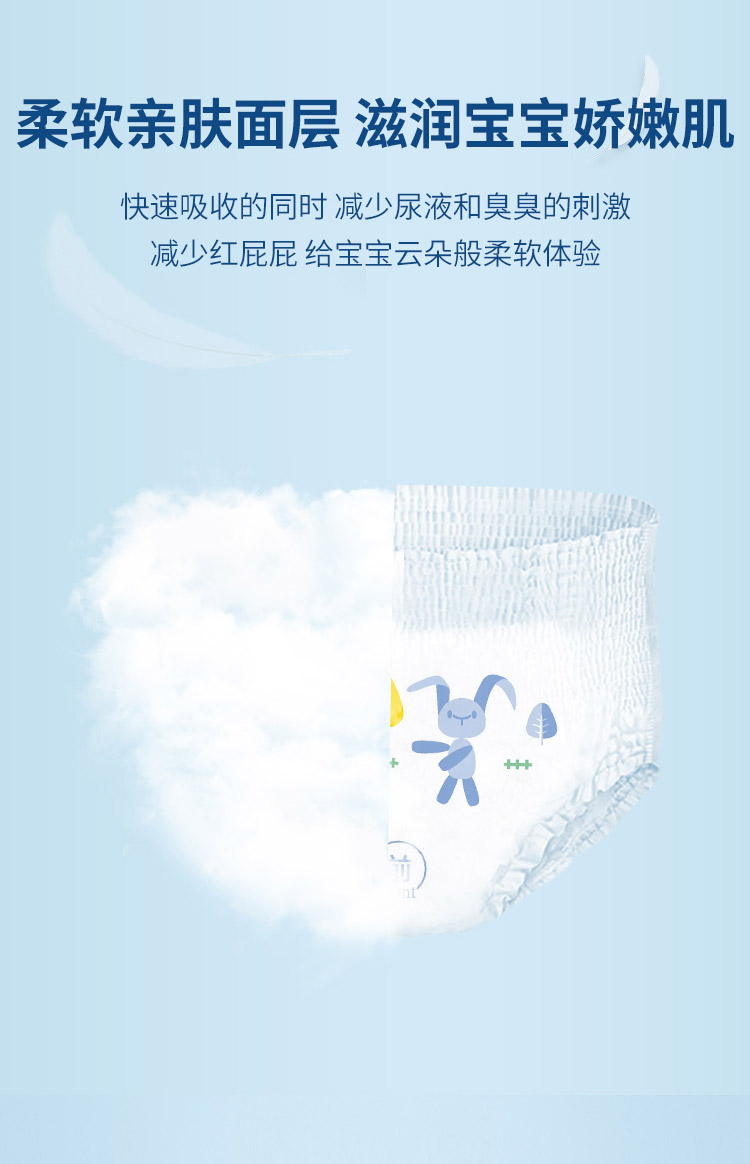 柔软亲肤面层 滋润宝宝娇嫩肌
快速吸收的同时 减少尿液和臭臭的刺激
减少红屁屁 给宝宝云朵般柔软体验
前
nt